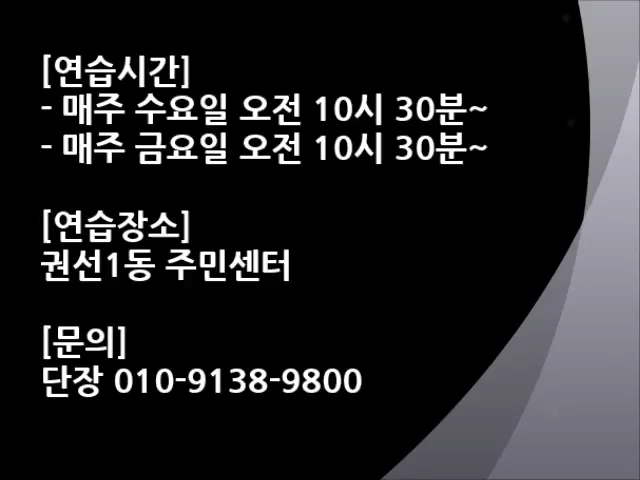 [연습시간]
- 매주 수요일 오전 10시 30분~
- 매주 금요일 오전 10시 30분~
[연습장소]
권선1동 주민센터
[문의]
단장 010-9138-9800